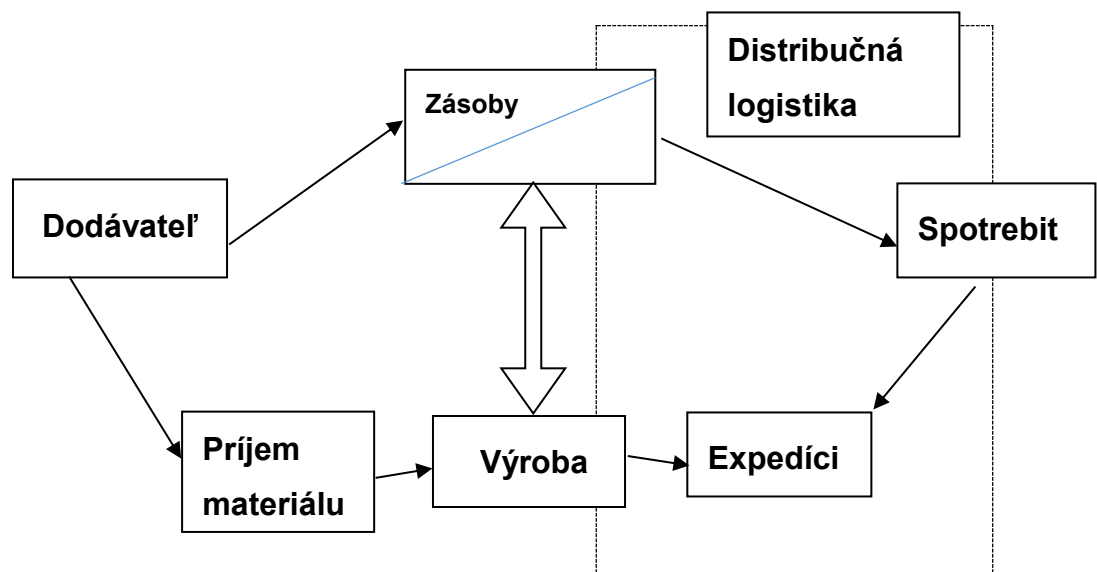 Distribučná
logistika
Zásoby
Dodávateľ
Spotrebit
Príjem
materiálu
Výroba
Expedíci